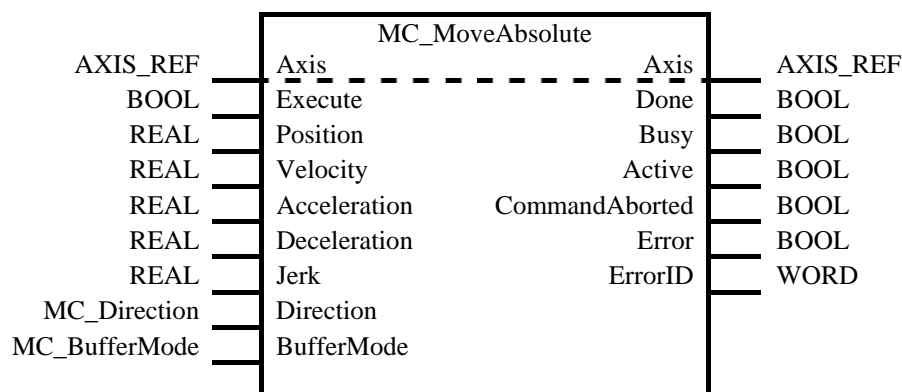 MC_MoveAbsolute
AXIS_REF Axis Axis AXIS_REF
BOOL Execute Done BOOL
REAL Position Busy BOOL
REAL Velocity Active BOOL
REAL Acceleration CommandAborted BOOL
REAL Deceleration Error BOOL
REAL Jerk ErrorID WORD
MC_Direction Direction
MC_BufferMode BufferMode